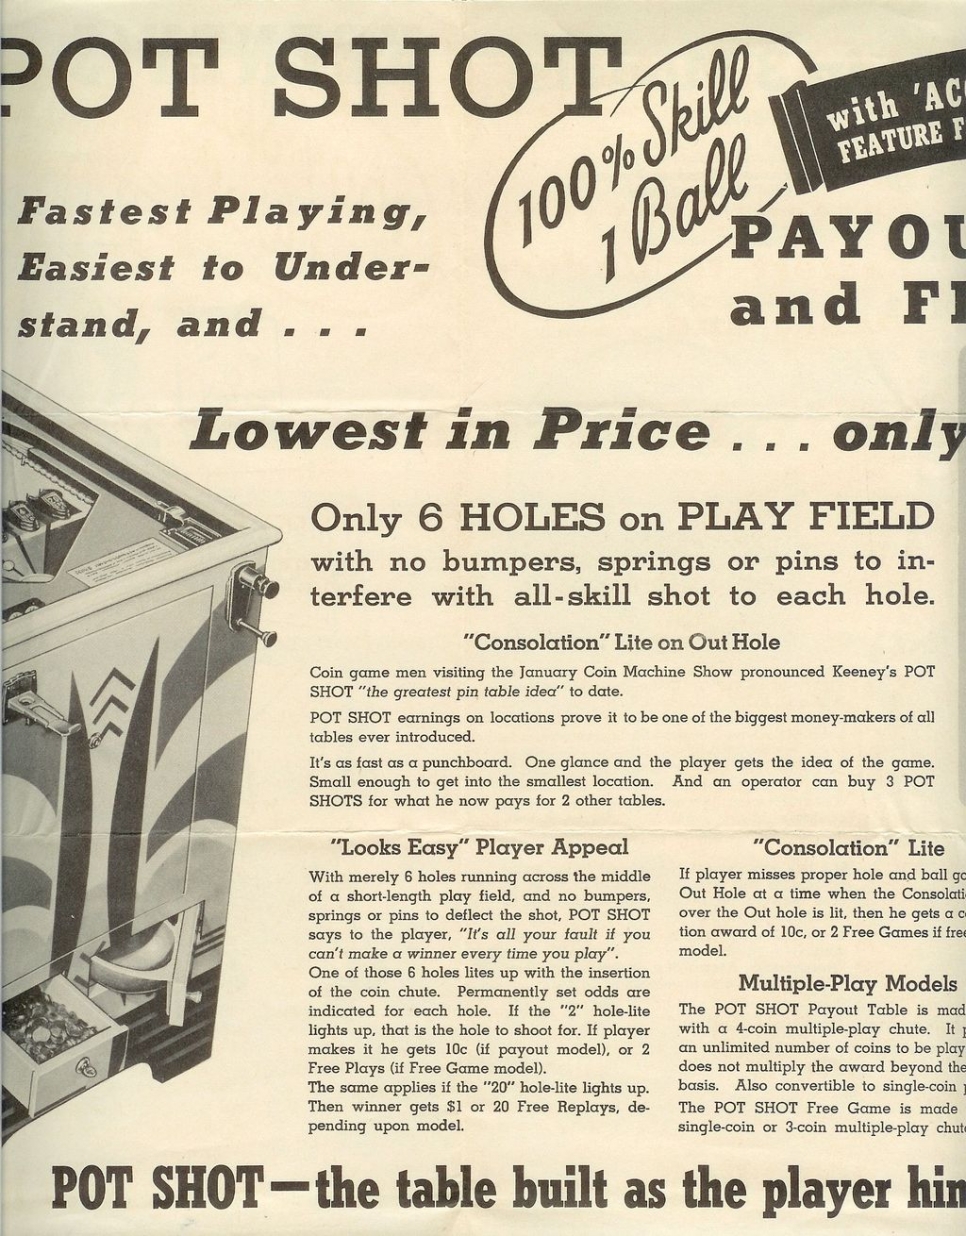 POT SHOT
100% Skill
1 Ball
with 'AC
FEATURE F
Fastest Playing,
Easiest to Under-
stand, and . . .
PAYOU
and F
Lowest in Price . . . only
Only 6 HOLES on PLAY FIELD
with no bumpers, springs or pins to in-
terfere with all-skill shot to each hole.
"Consolation" Lite on Out Hole
Coin game men visiting the January Coin Machine Show pronounced Keeney's POT
SHOT "the greatest pin table idea" to date.
POT SHOT earnings on locations prove it to be one of the biggest money-makers of all
tables ever introduced.
It's as fast as a punchboard. One glance and the player gets the idea of the game.
Small enough to get into the smallest location. And an operator can buy 3 POT
SHOTS for what he now pays for 2 other tables.
"Looks Easy" Player Appeal
With merely 6 holes running across the middle
of a short-length play field, and no bumpers,
springs or pins to deflect the shot, POT SHOT
says to the player, "It's all your fault if you
can't make a winner every time you play".
One of those 6 holes lites up with the insertion
of the coin chute. Permanently set odds are
indicated for each hole. If the "2" hole-lite
lights up, that is the hole to shoot for. If player
makes it he gets 10c (if payout model), or 2
Free Plays (if Free Game model).
The same applies if the "20" hole-lite lights up.
Then winner gets $1 or 20 Free Replays, de-
pending upon model.
"Consolation" Lite
If player misses proper hole and ball go
Out Hole at a time when the Consolati
over the Out hole is lit, then he gets a c
tion award of 10c, or 2 Free Games if free
model.
Multiple-Play Models
The POT SHOT Payout Table is mad
with a 4-coin multiple-play chute. It p
an unlimited number of coins to be play
does not multiply the award beyond the
basis. Also convertible to single-coin
The POT SHOT Free Game is made
single-coin or 3-coin multiple-play chut
POT SHOT—the table built as the player him